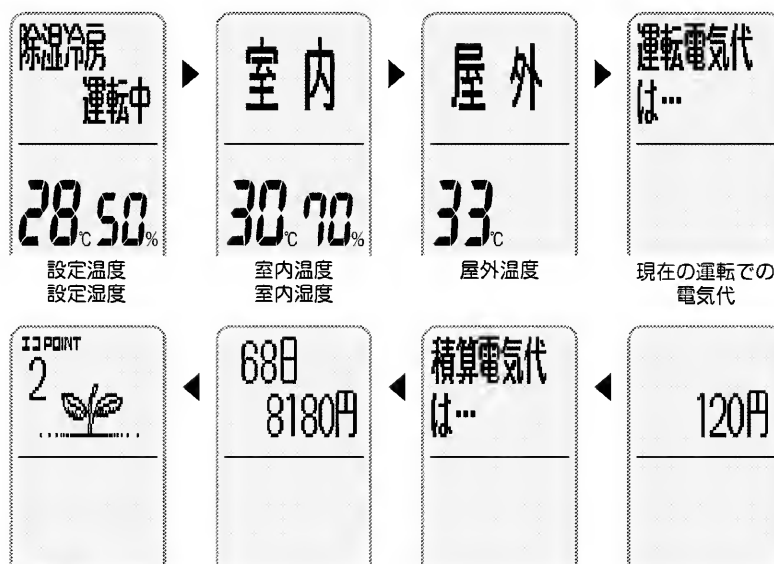 除湿冷房
運転中
28℃ 50%
設定温度
設定湿度
室内
30℃ 70%
室内温度
室内湿度
屋外
33℃
屋外温度
運転電気代
は…
現在の運転での
電気代
120円
積算電気代
は…
68日
8180円
エコPOINT
2